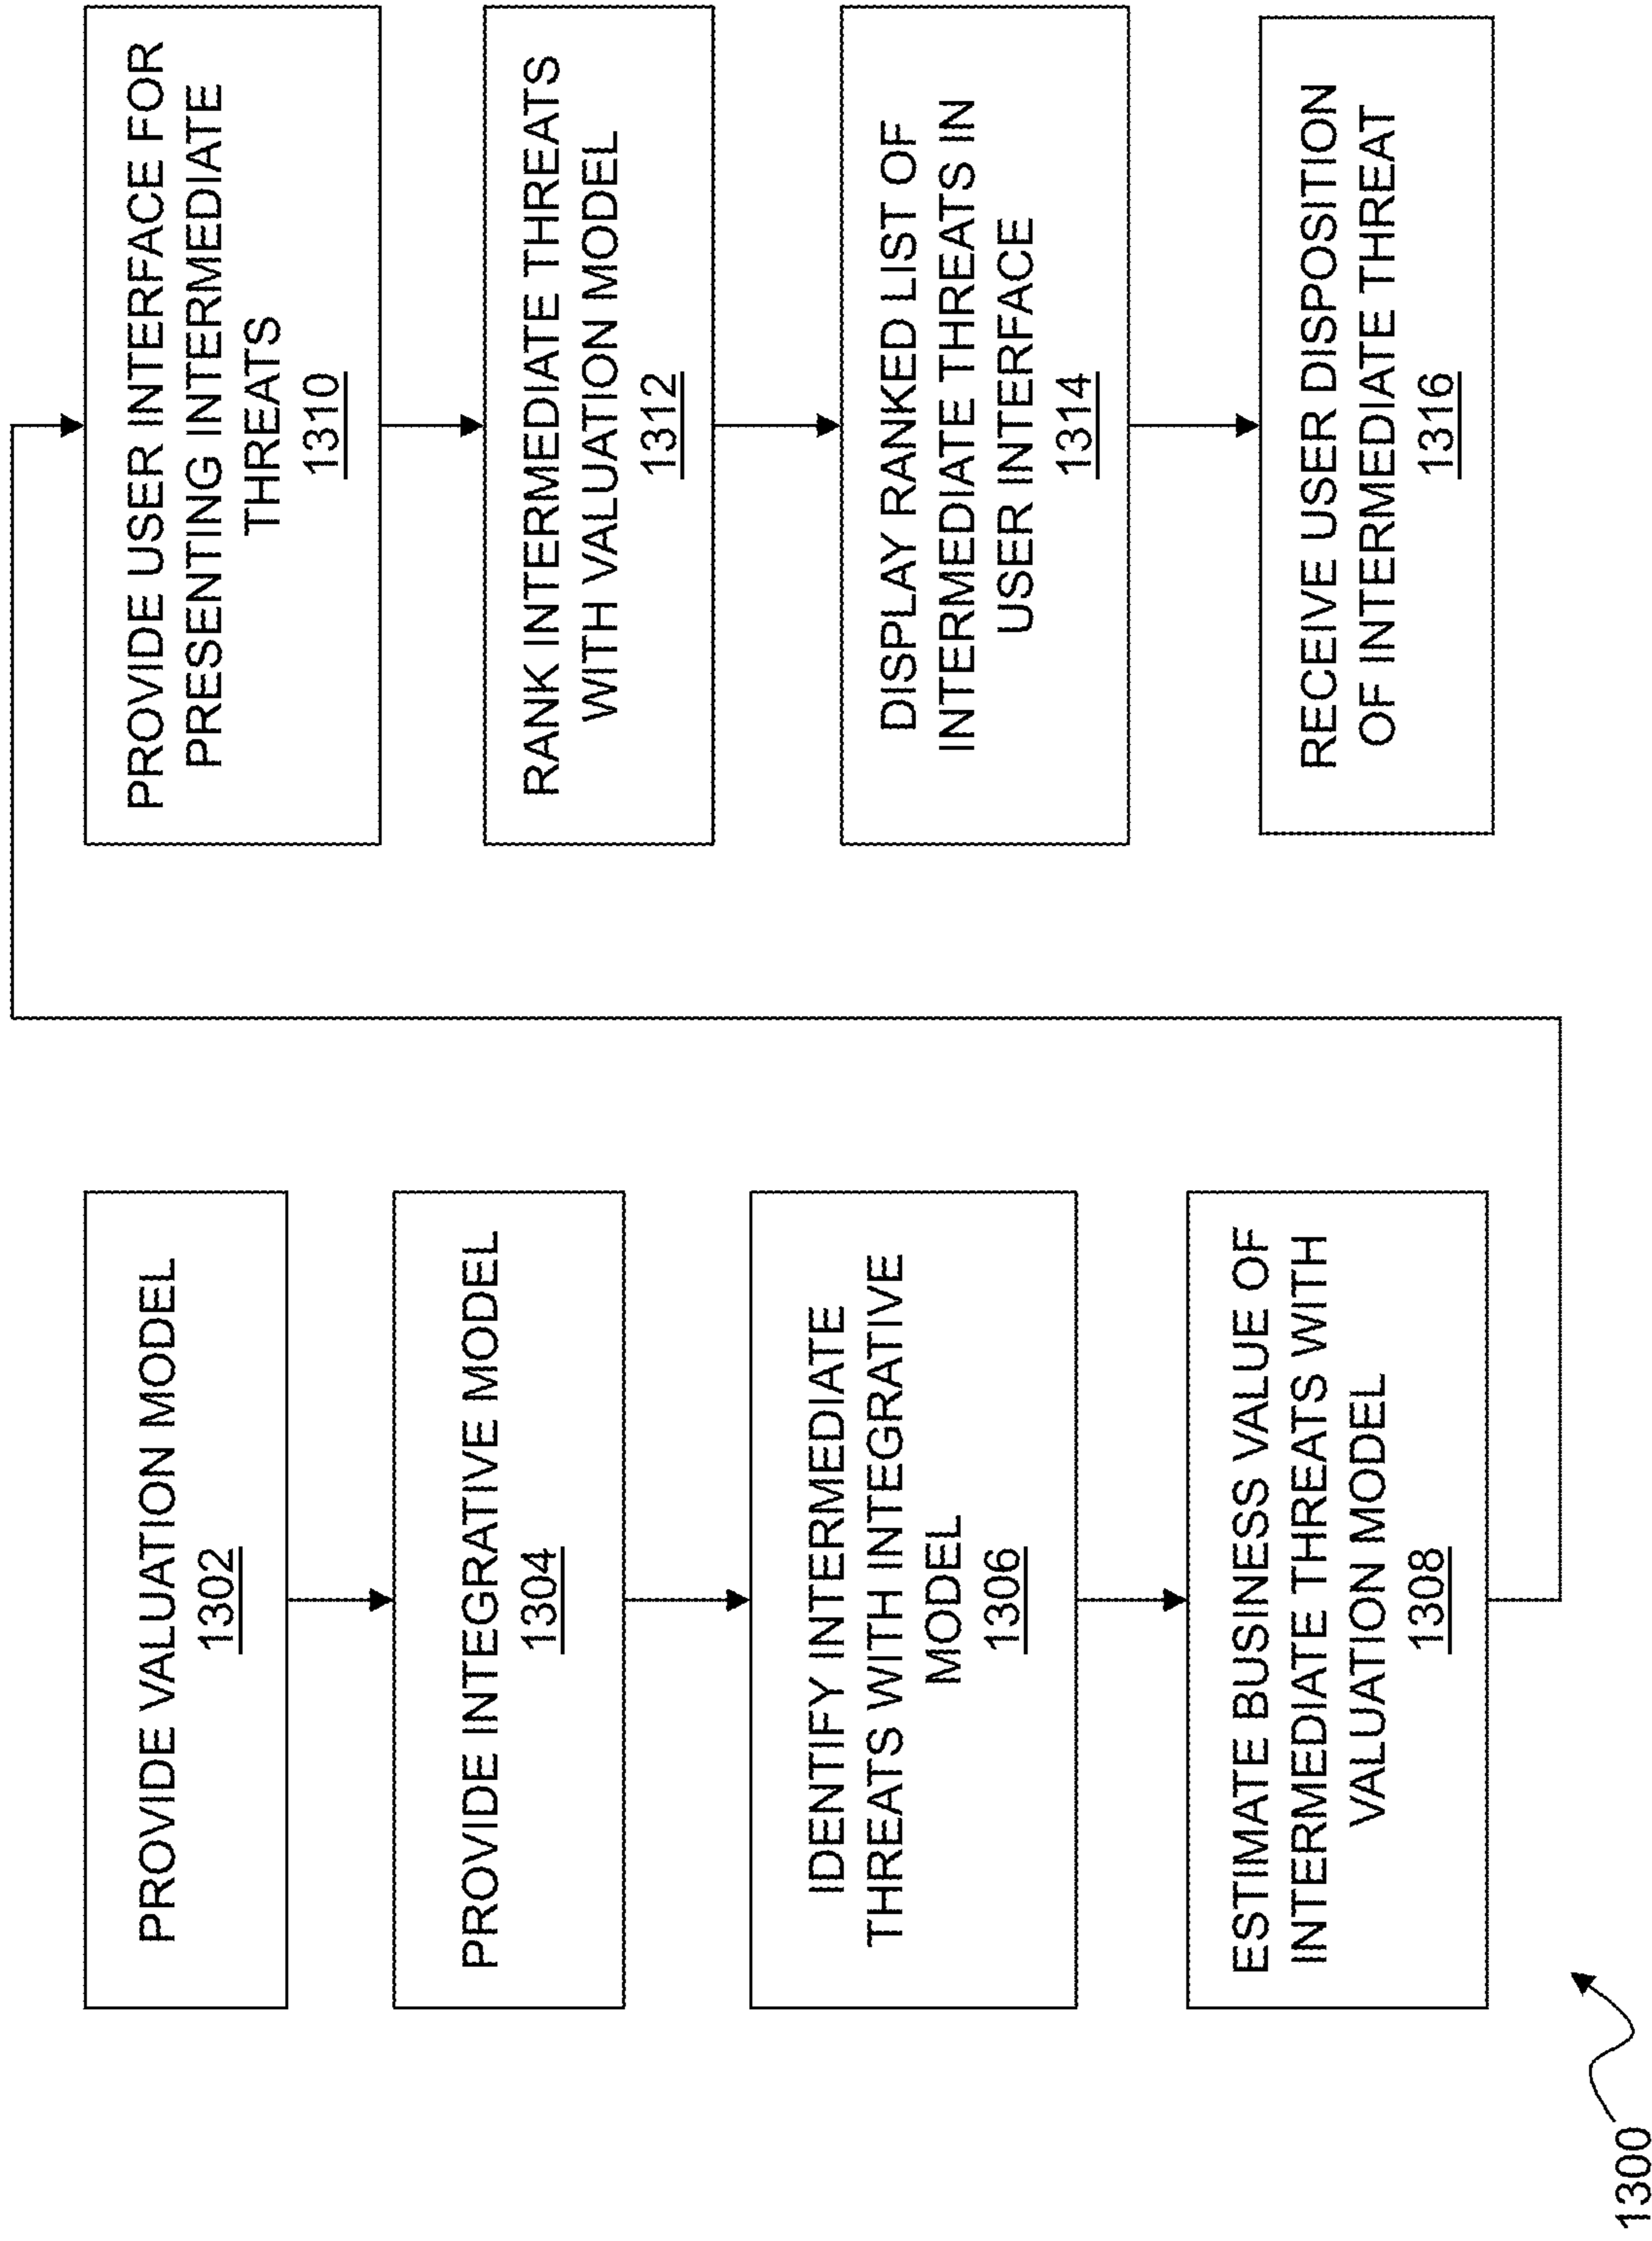 PROVIDE VALUATION MODEL
1302
PROVIDE INTEGRATIVE MODEL
1304
IDENTIFY INTERMEDIATE
THREATS WITH INTEGRATIVE
MODEL
1306
ESTIMATE BUSINESS VALUE OF
INTERMEDIATE THREATS WITH
VALUATION MODEL
1308
PROVIDE USER INTERFACE FOR
PRESENTING INTERMEDIATE
THREATS
1310
RANK INTERMEDIATE THREATS
WITH VALUATION MODEL
1312
DISPLAY RANKED LIST OF
INTERMEDIATE THREATS IN
USER INTERFACE
1314
RECEIVE USER DISPOSITION
OF INTERMEDIATE THREAT
1316
1300